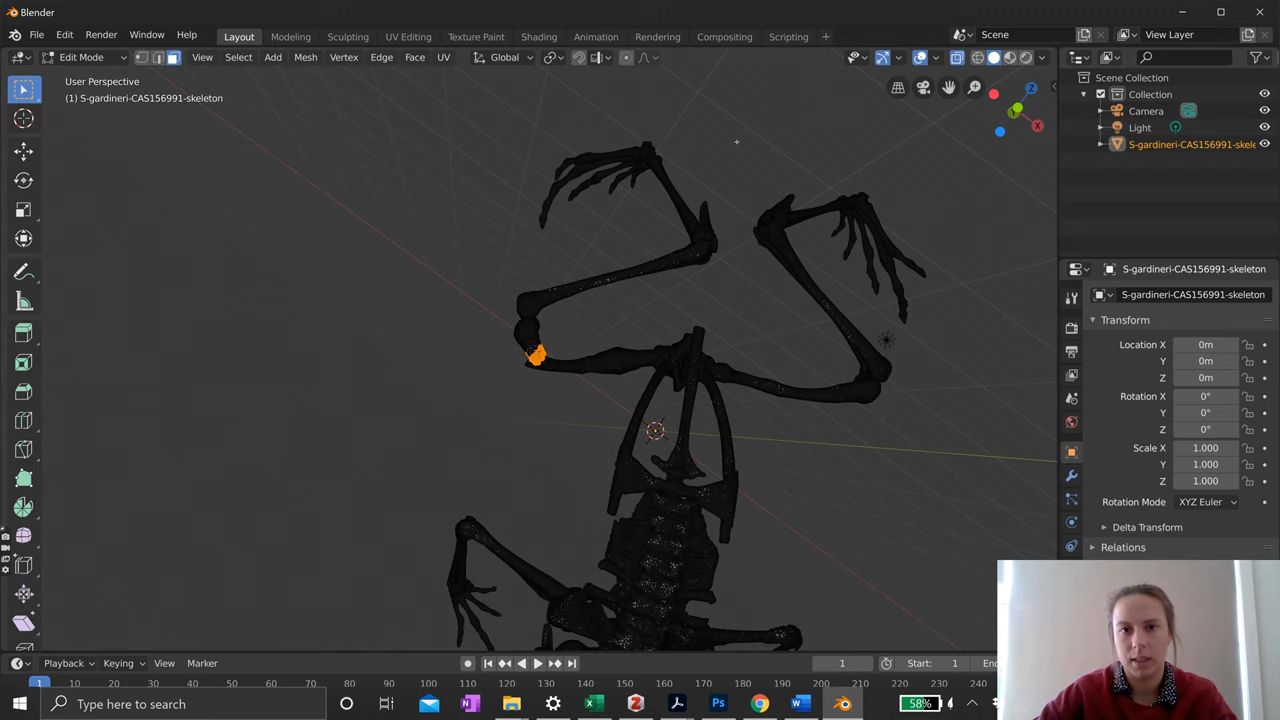 Blender
File Edit Render Window Help Layout Modeling Sculpting UV Editing Texture Paint Shading Animation Rendering Compositing Scripting + Scene View Layer
Edit Mode View Select Add Mesh Vertex Edge Face UV Global
User Perspective
(1) S-gardineri-CAS156991-skeleton
Z
Y
X
Scene Collection
Collection
Camera
Light
S-gardineri-CAS156991-skele
S-gardineri-CAS156991-skeleton
S-gardineri-CAS156991-skeleton
Transform
Location X 0m
Y 0m
Z 0m
Rotation X 0°
Y 0°
Z 0°
Scale X 1.000
Y 1.000
Z 1.000
Rotation Mode XYZ Euler
Delta Transform
Relations
Playback Keying View Marker 1 Start: 1 En
1 10 20 30 40 50 60 70 80 90 100 110 120 130 140 150 160 170 180 190 200 210
Type here to search
58%